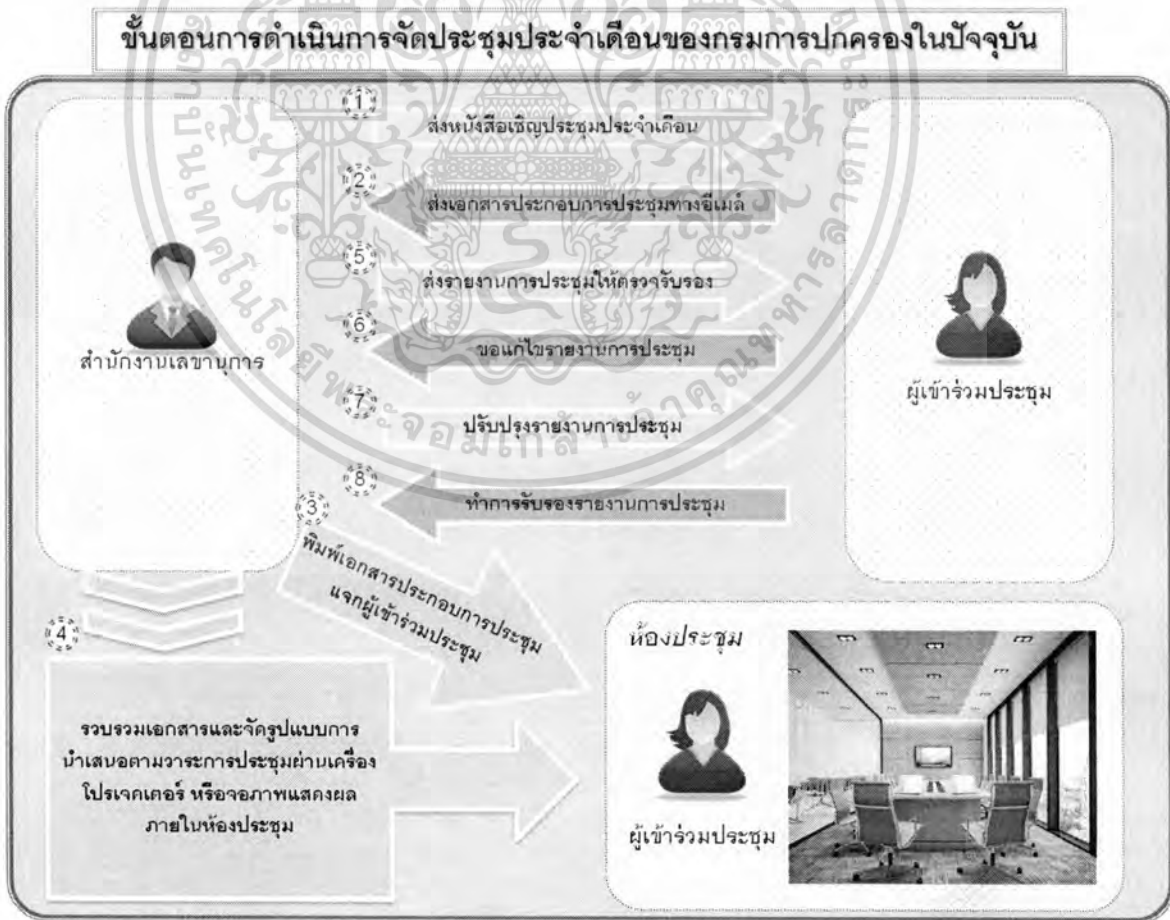 ขั้นตอนการดำเนินการจัดประชุมประจำเดือนของกรมการปกครองในปัจจุบัน
1
ส่งหนังสือเชิญประชุมประจำเดือน
2
ส่งเอกสารประกอบการประชุมทางอีเมล์
5
ส่งรายงานการประชุมให้ตรวจรับรอง
6
ขอแก้ไขรายงานการประชุม
7
ปรับปรุงรายงานการประชุม
8
ทำการรับรองรายงานการประชุม
สำนักงานเลขานุการ
ผู้เข้าร่วมประชุม
3
พิมพ์เอกสารประกอบการประชุม
แจกผู้เข้าร่วมประชุม
4
รวบรวมเอกสารและจัดรูปแบบการ
นำเสนอตามวาระการประชุมผ่านเครื่อง
โปรเจคเตอร์ หรือจอภาพแสดงผล
ภายในห้องประชุม
ห้องประชุม
ผู้เข้าร่วมประชุม